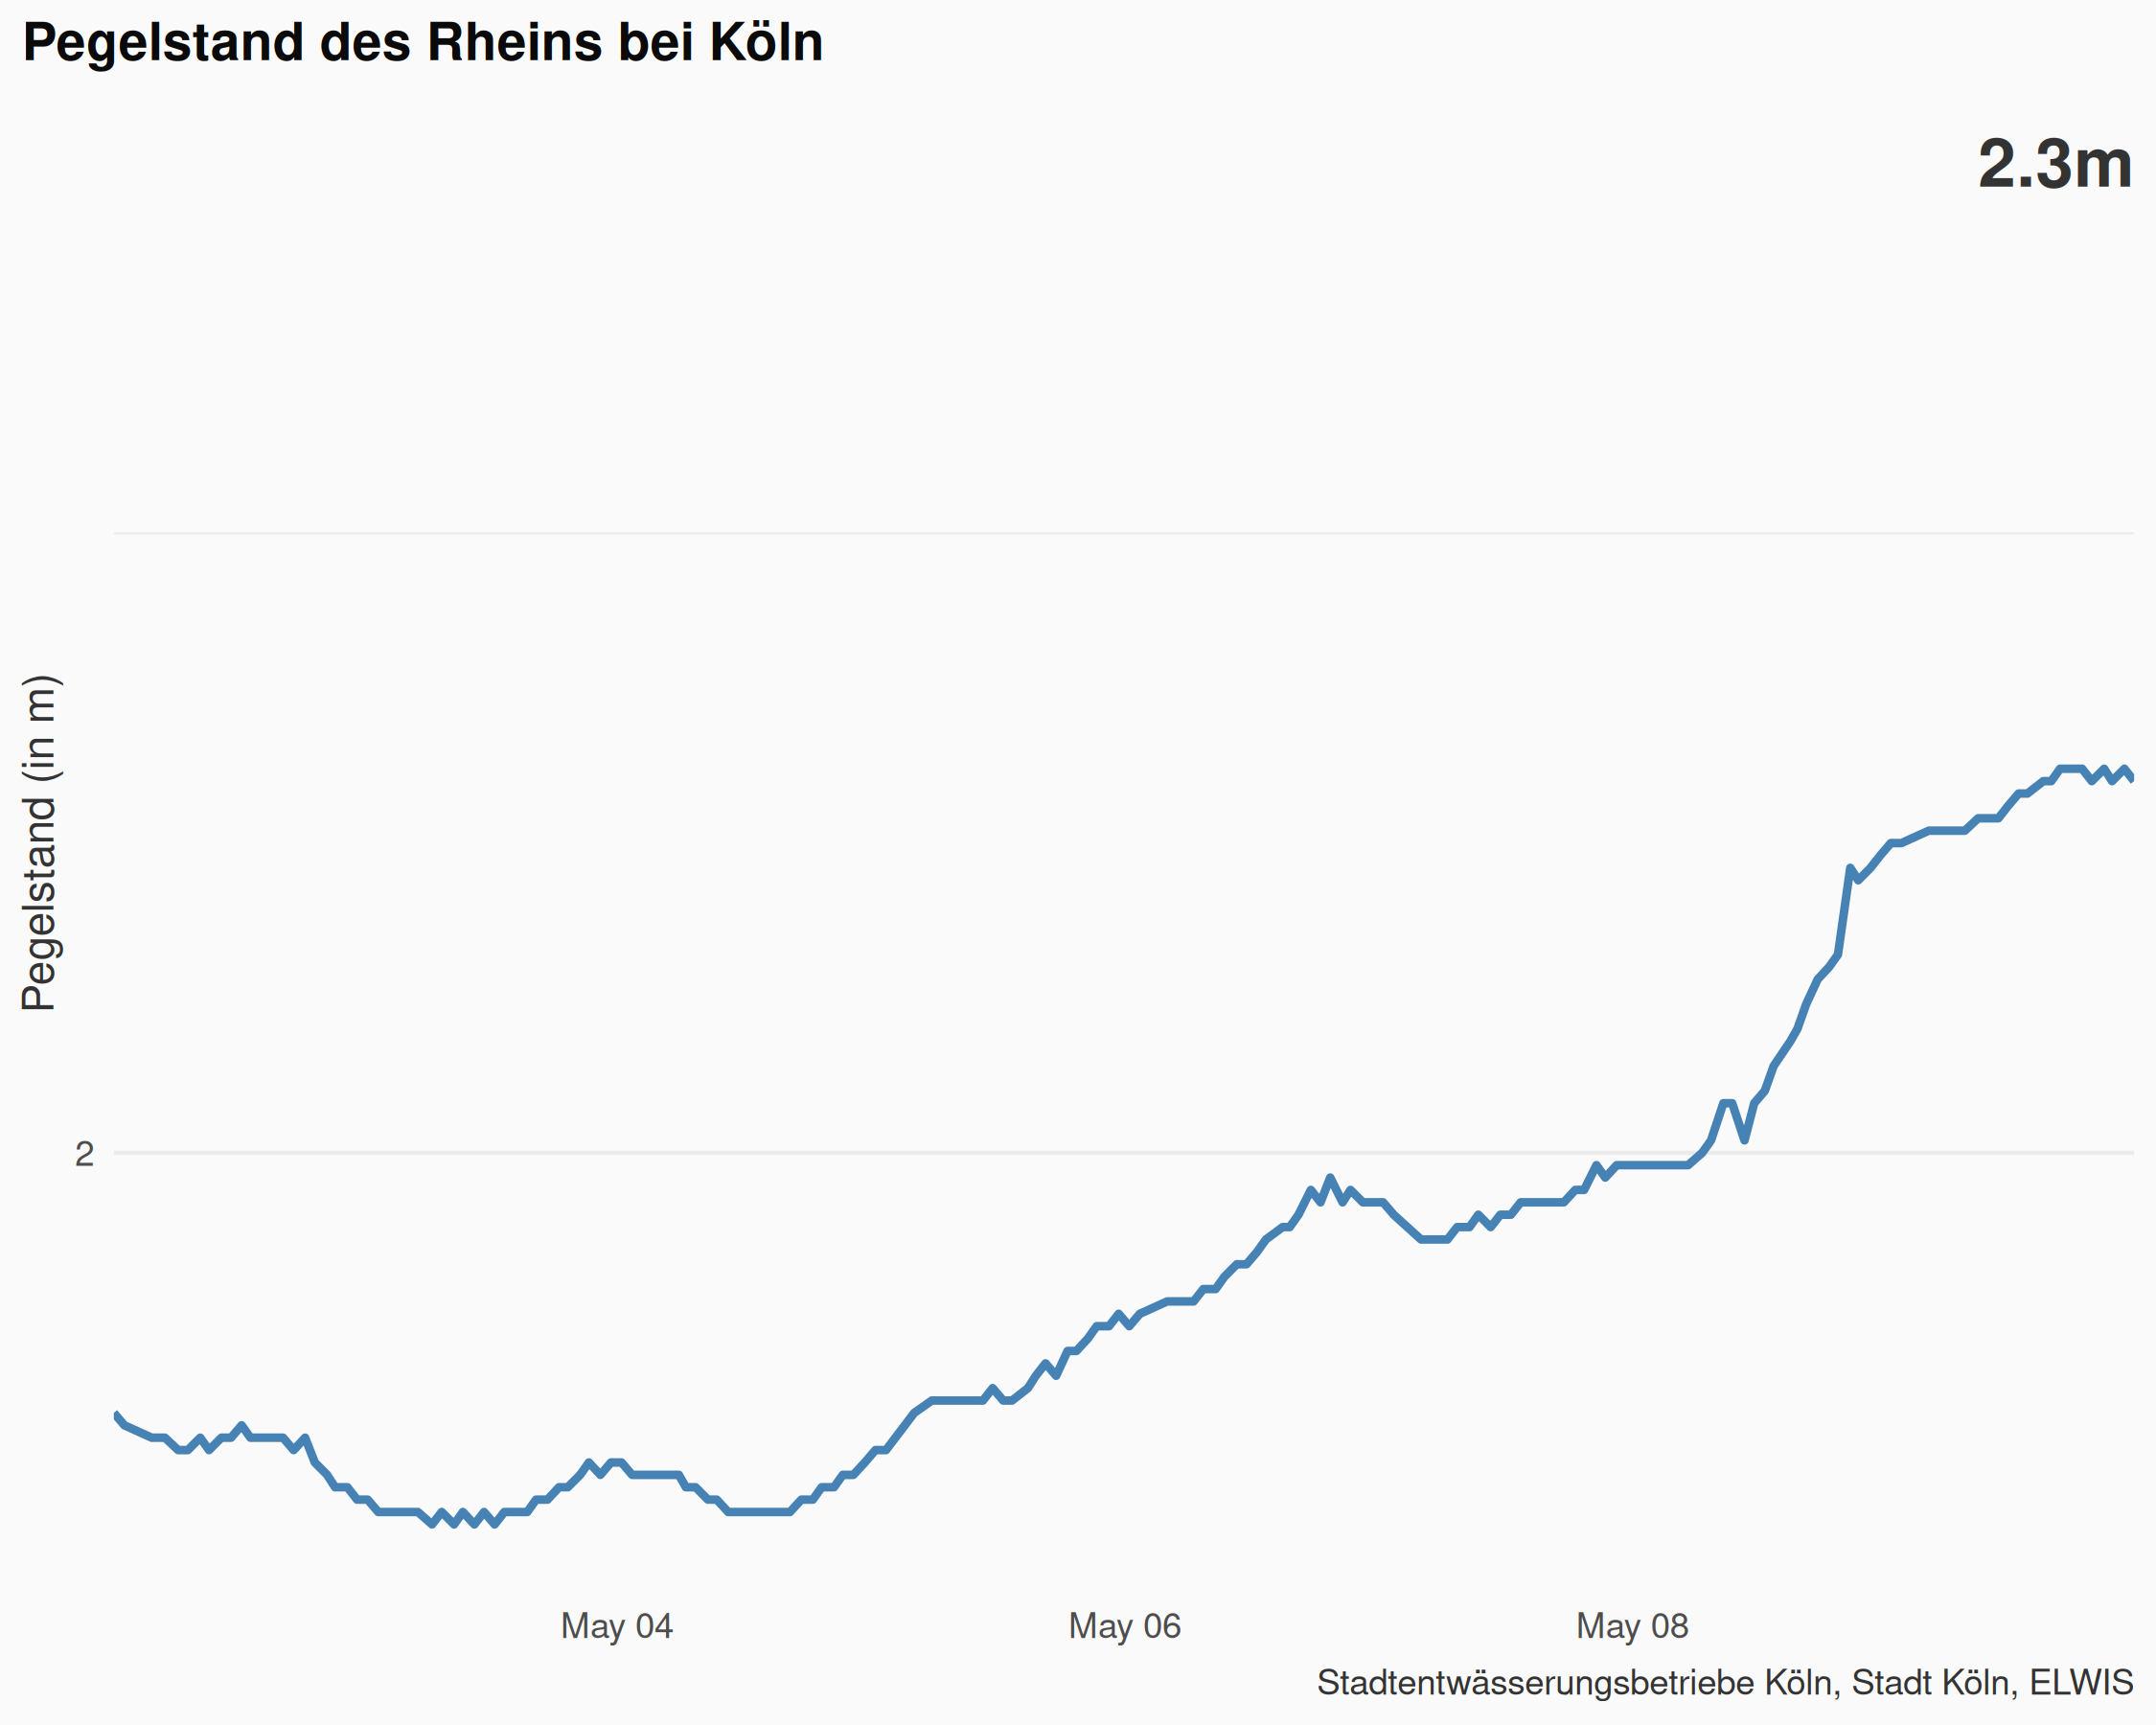 Pegelstand des Rheins bei Köln
2.3m
Pegelstand (in m)
2
May 04
May 06
May 08
Stadtentwässerungsbetriebe Köln, Stadt Köln, ELWIS